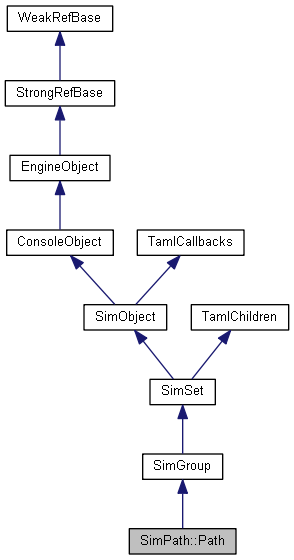 WeakRefBase
StrongRefBase
EngineObject
ConsoleObject
TamlCallbacks
SimObject
TamlChildren
SimSet
SimGroup
SimPath::Path